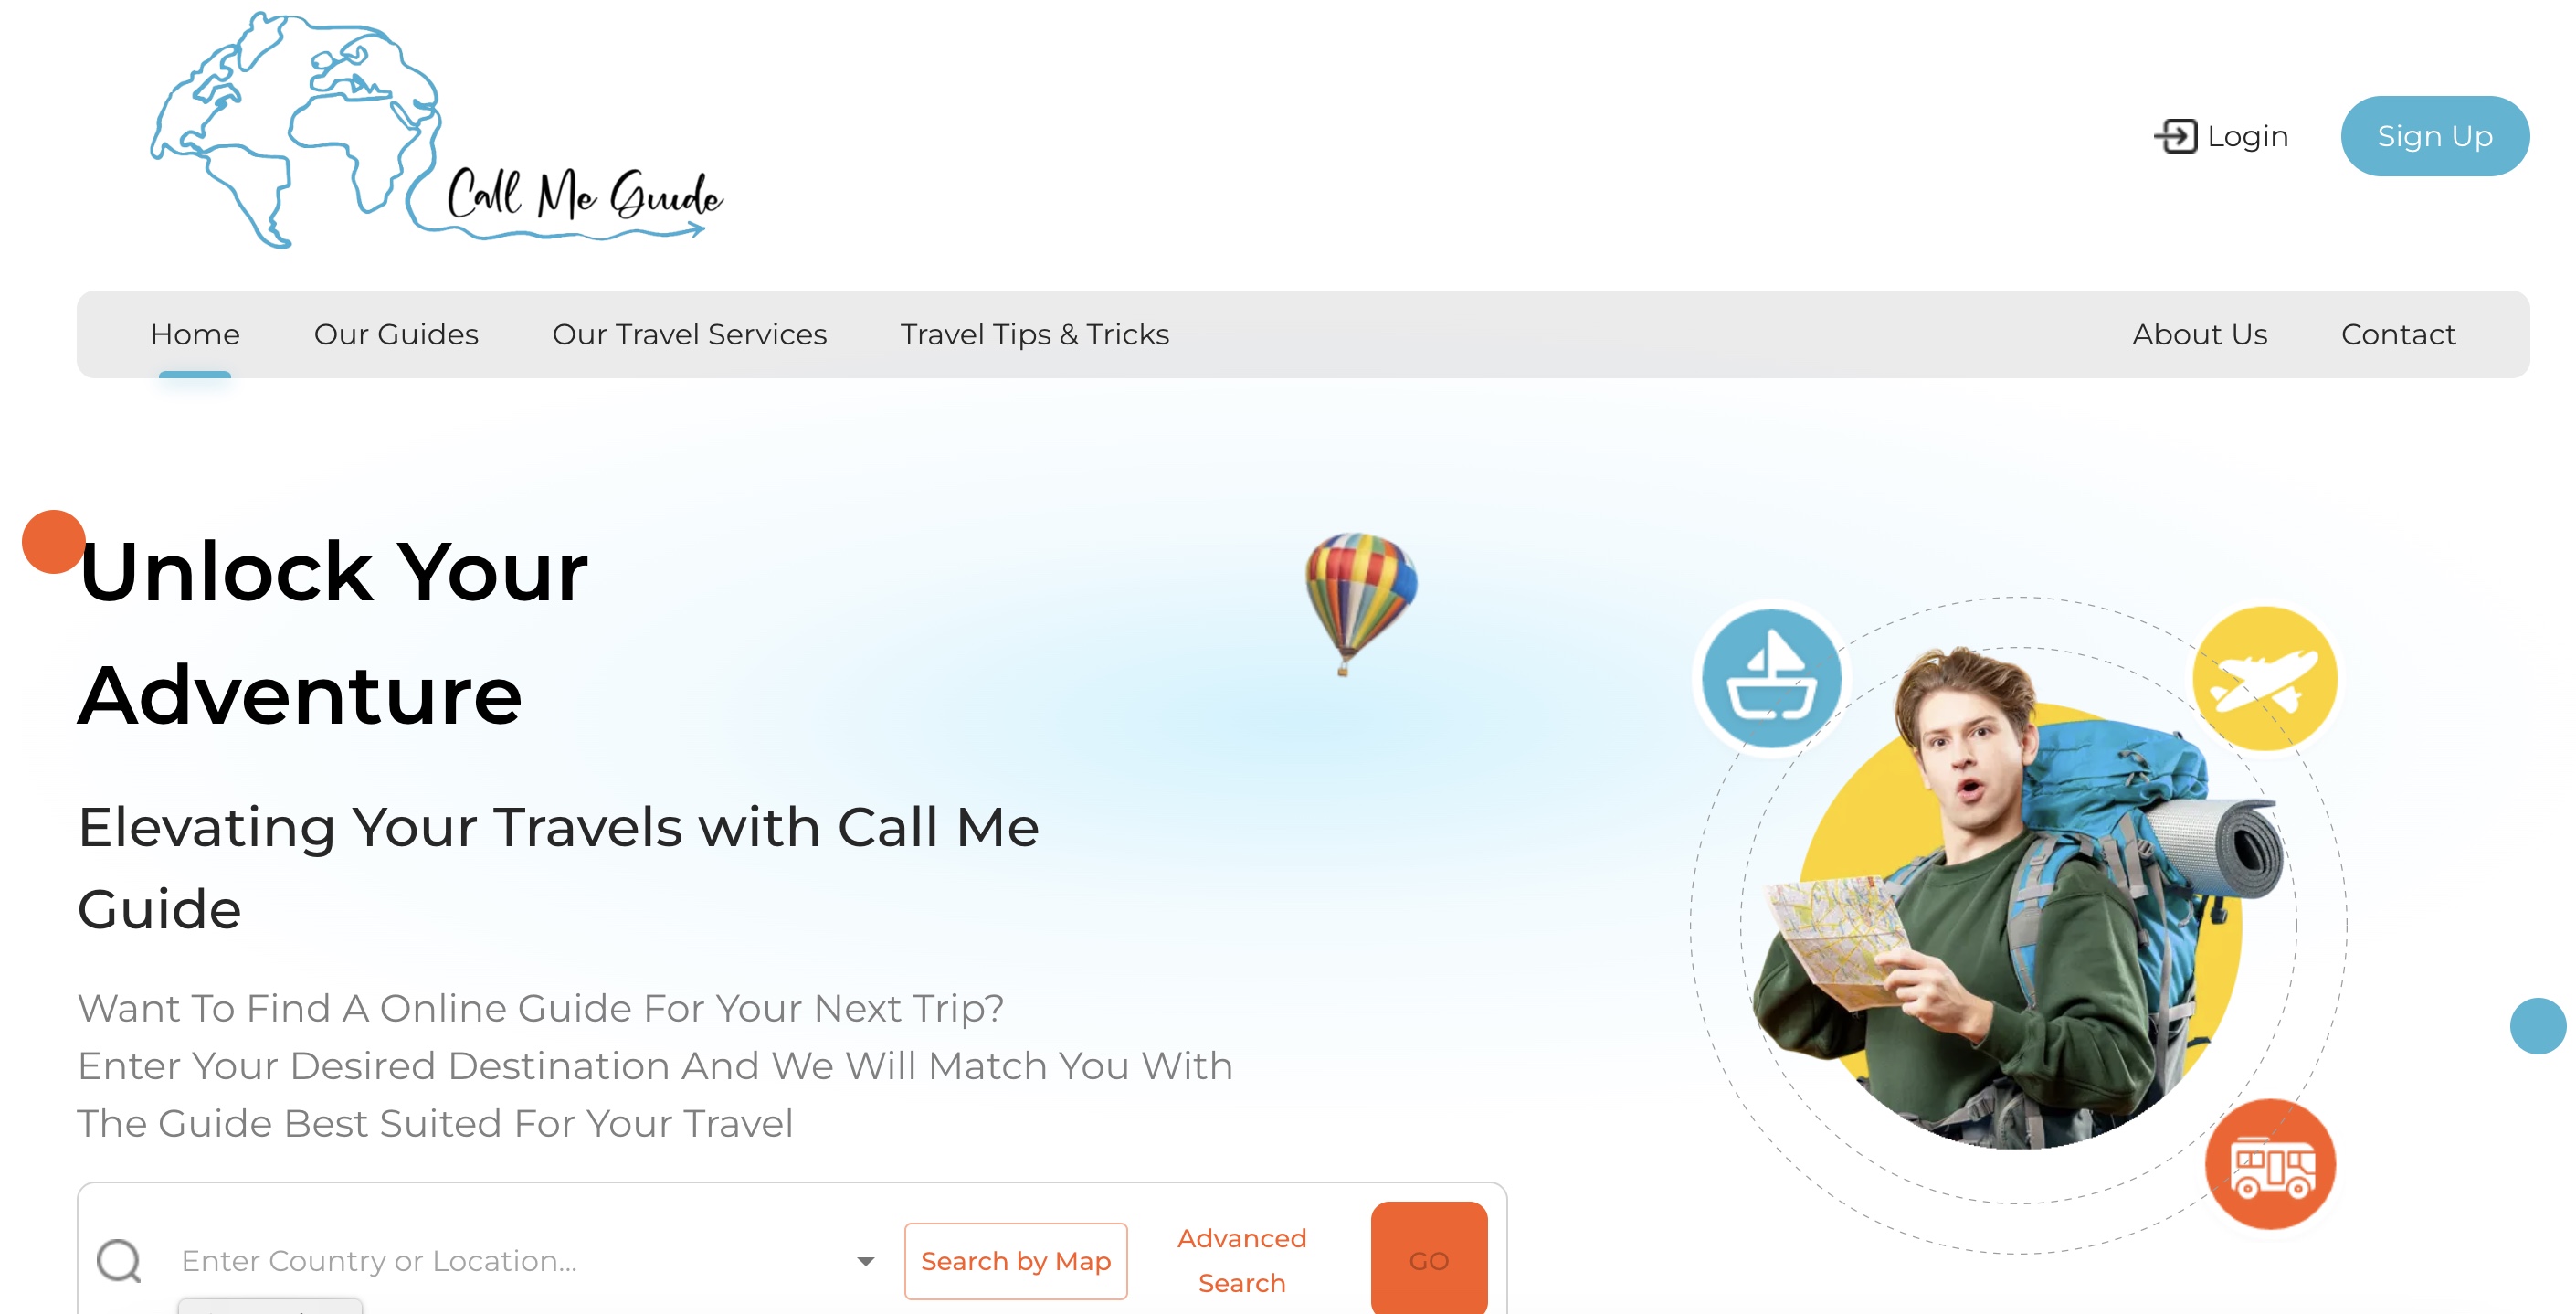 Call Me Guide
Login
Sign Up
Home
Our Guides
Our Travel Services
Travel Tips & Tricks
About Us
Contact
Unlock Your
Adventure
Elevating Your Travels with Call Me
Guide
Want To Find A Online Guide For Your Next Trip?
Enter Your Desired Destination And We Will Match You With
The Guide Best Suited For Your Travel
Enter Country or Location...
Search by Map
Advanced
Search
GO